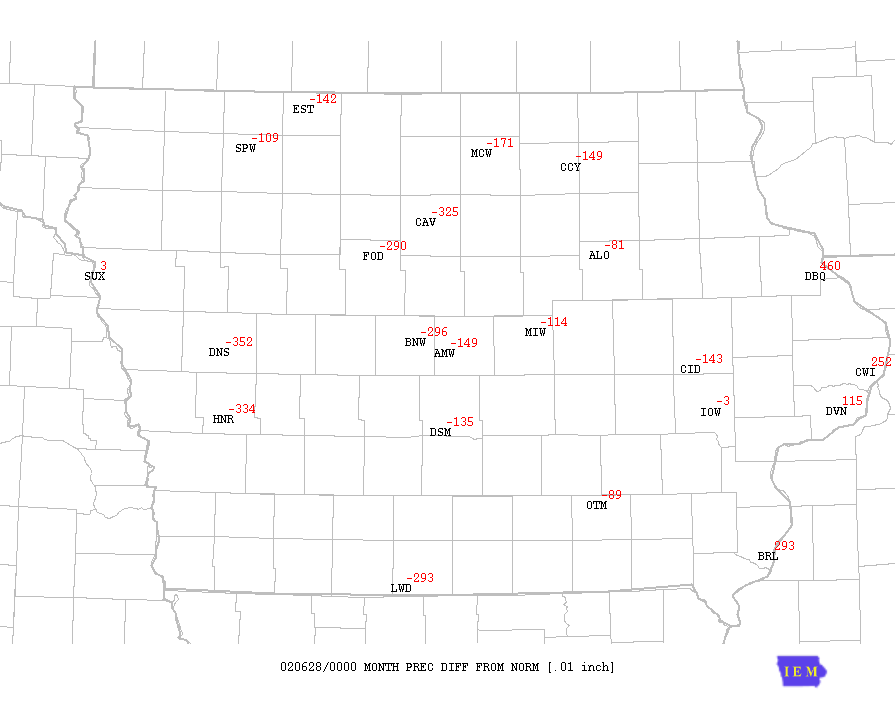 -142
EST
-109
SPW
-171
MCW
-149
CCY
-325
CAV
-290
FOD
-81
ALO
3
SUX
460
DBQ
-114
MIW
-296
BNW
-149
AMW
-352
DNS
-143
CID
252
CWI
-3
IOW
115
DVN
-334
HNR
-135
DSM
-89
OTM
293
BRL
-293
LWD
020628/0000 MONTH PREC DIFF FROM NORM [.01 inch]
IEM